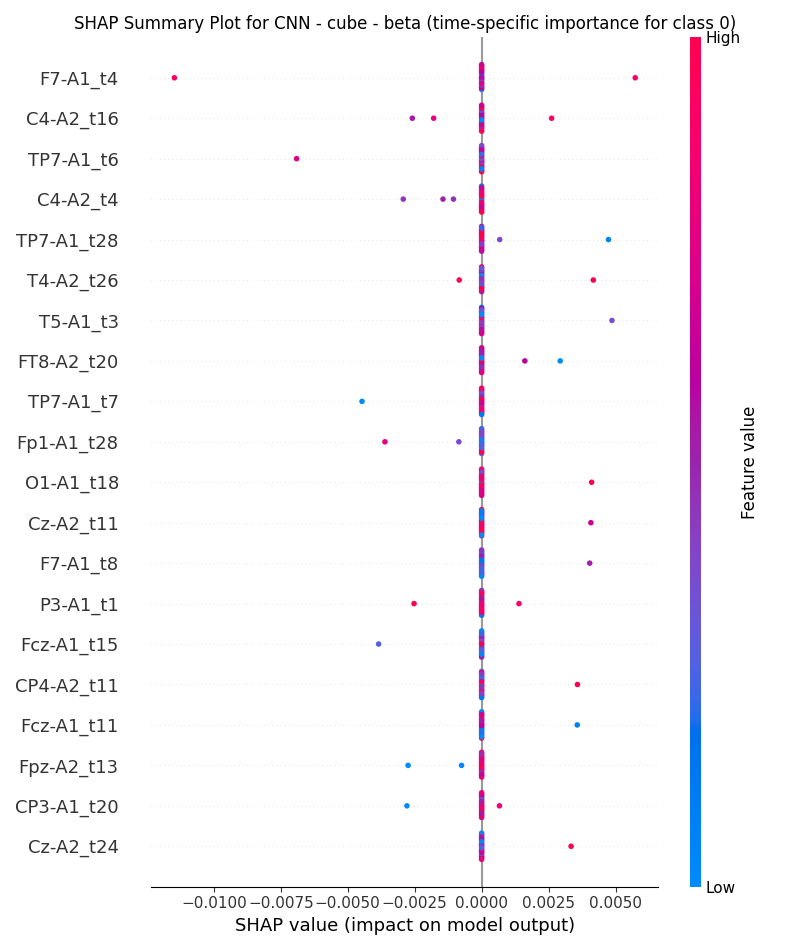 SHAP Summary Plot for CNN - cube - beta (time-specific importance for class 0)
High
F7-A1_t4
C4-A2_t16
TP7-A1_t6
C4-A2_t4
TP7-A1_t28
T4-A2_t26
T5-A1_t3
FT8-A2_t20
TP7-A1_t7
Fp1-A1_t28
O1-A1_t18
Cz-A2_t11
F7-A1_t8
P3-A1_t1
Fcz-A1_t15
CP4-A2_t11
Fcz-A1_t11
Fpz-A2_t13
CP3-A1_t20
Cz-A2_t24
Feature value
Low
−0.0100 −0.0075 −0.0050 −0.0025 0.0000 0.0025 0.0050
SHAP value (impact on model output)